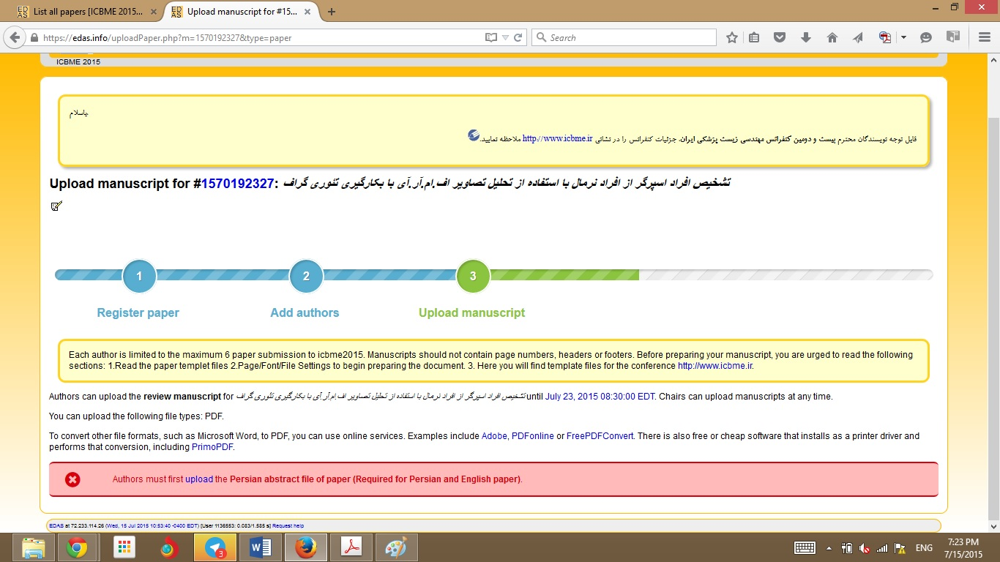 List all papers [ICBME 2015...
Upload manuscript for #15...
https://edas.info/uploadPaper.php?m=1570192327&type=paper
Search
ICBME 2015
باسلام.
قابل توجه نویسندگان محترم بیست و دومین کنفرانس مهندسی زیست پزشکی ایران. جزئیات کنفرانس را در نشانی http://www.icbme.ir ملاحظه نمایید.
Upload manuscript for #1570192327: تشخیص افراد اسپرگر از افراد نرمال با استفاده از تحلیل تصاویر اف.ام.آر.آی با بکارگیری تئوری گراف
1 2 3
Register paper Add authors Upload manuscript
Each author is limited to the maximum 6 paper submission to icbme2015. Manuscripts should not contain page numbers, headers or footers. Before preparing your manuscript, you are urged to read the following
sections: 1.Read the paper templet files 2.Page/Font/File Settings to begin preparing the document. 3. Here you will find template files for the conference http://www.icbme.ir.
Authors can upload the review manuscript for تشخیص افراد اسپرگر از افراد نرمال با استفاده از تحلیل تصاویر اف.ام.آر.آی با بکارگیری تئوری گراف until July 23, 2015 08:30:00 EDT. Chairs can upload manuscripts at any time.
You can upload the following file types: PDF.
To convert other file formats, such as Microsoft Word, to PDF, you can use online services. Examples include Adobe, PDFonline or FreePDFConvert. There is also free or cheap software that installs as a printer driver and
performs that conversion, including PrimoPDF.
Authors must first upload the Persian abstract file of paper (Required for Persian and English paper).
EDAS at 72.233.114.26 (Wed, 15 Jul 2015 10:53:40 -0400 EDT) [User 1136553: 0.083/1.585 s] Request help
3
ENG
7:23 PM
7/15/2015